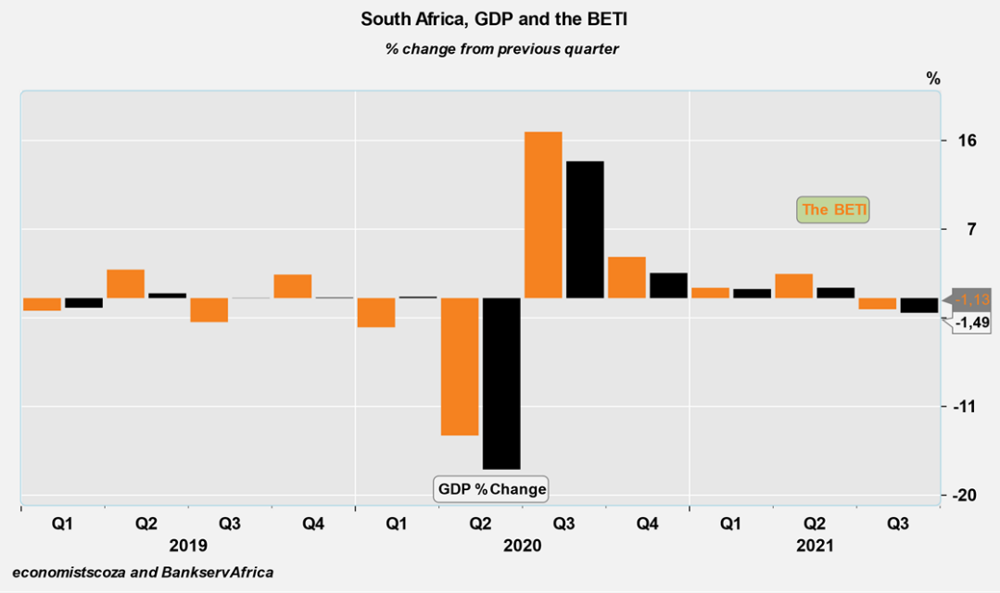 South Africa, GDP and the BETI
% change from previous quarter
%
16
The BETI
7
-1,13
-1,49
-11
GDP % Change
-20
Q1 Q2 Q3 Q4 Q1 Q2 Q3 Q4 Q1 Q2 Q3
2019 2020 2021
economistscoza and BankservAfrica